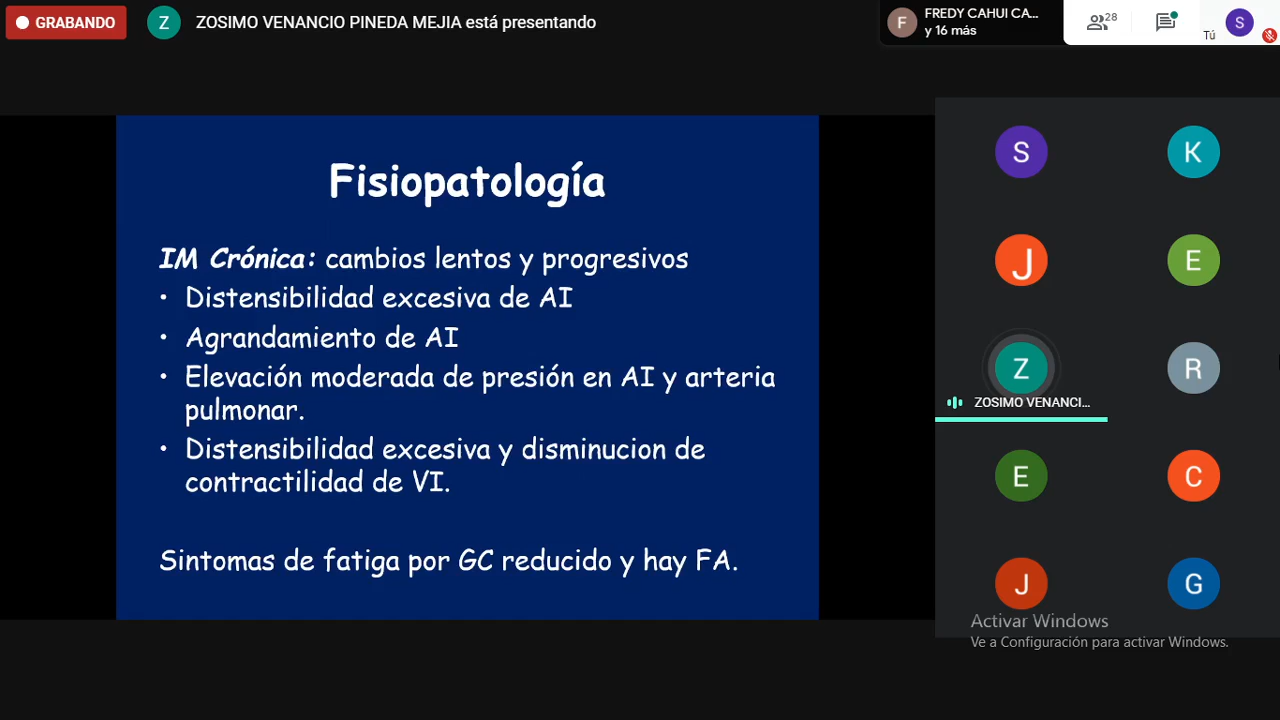 GRABANDO
Z
ZOSIMO VENANCIO PINEDA MEJIA está presentando
F
FREDY CAHUI CA...
y 16 más
28
Tú
S
Fisiopatología
IM Crónica: cambios lentos y progresivos
• Distensibilidad excesiva de AI
• Agrandamiento de AI
• Elevación moderada de presión en AI y arteria
pulmonar.
• Distensibilidad excesiva y disminucion de
contractilidad de VI.
Sintomas de fatiga por GC reducido y hay FA.
S
K
J
E
Z
R
ZOSIMO VENANCI...
E
C
J
G
Activar Windows
Ve a Configuración para activar Windows.